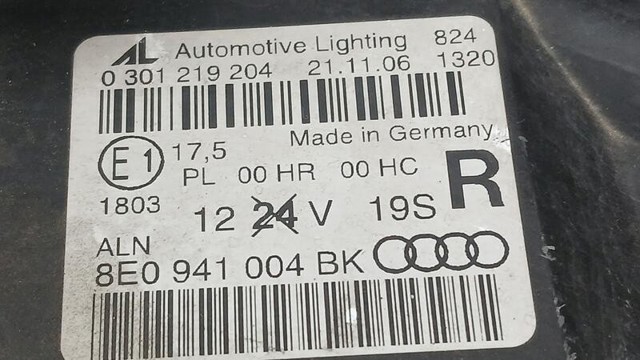 AL Automotive Lighting 824
0 301 219 204 21.11.06 1320
Made in Germany
E1 17,5
PL 00 HR 00 HC R
1803 12 24 V 19S
ALN
8E0 941 004 BK